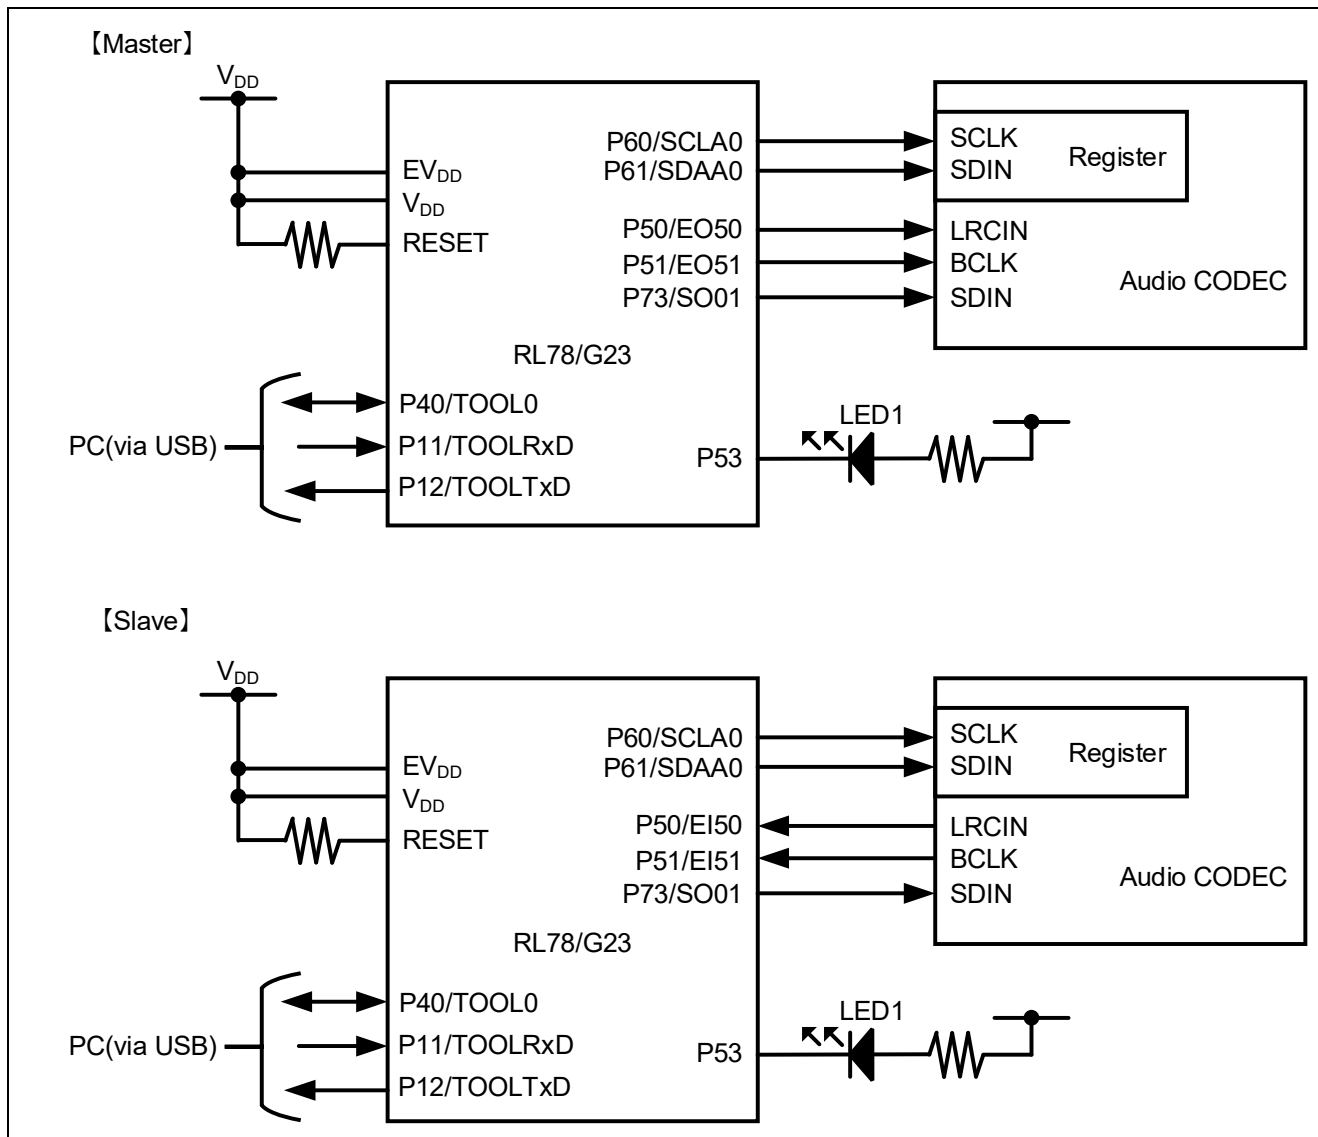 【Master】
VDD
EVDD
VDD
RESET
P60/SCLA0
P61/SDAA0
P50/EO50
P51/EO51
P73/SO01
RL78/G23
SCLK
SDIN
Register
LRCIN
BCLK
SDIN
Audio CODEC
PC(via USB)
P40/TOOL0
P11/TOOLRxD
P12/TOOLTxD
P53
LED1
【Slave】
VDD
EVDD
VDD
RESET
P60/SCLA0
P61/SDAA0
P50/EI50
P51/EI51
P73/SO01
RL78/G23
SCLK
SDIN
Register
LRCIN
BCLK
SDIN
Audio CODEC
PC(via USB)
P40/TOOL0
P11/TOOLRxD
P12/TOOLTxD
P53
LED1